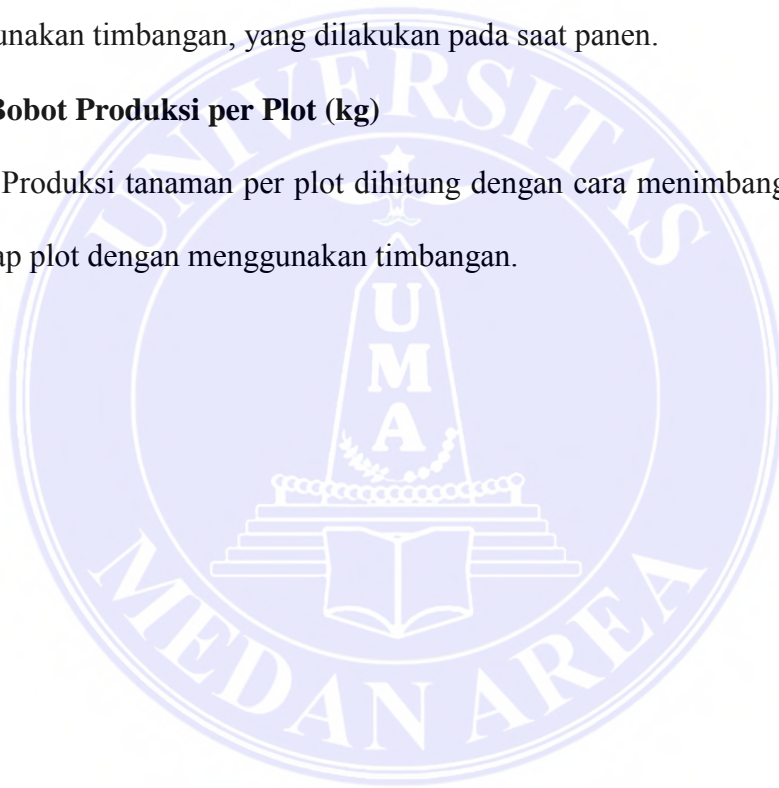 unakan timbangan, yang dilakukan pada saat panen.
Bobot Produksi per Plot (kg)
Produksi tanaman per plot dihitung dengan cara menimbang
ap plot dengan menggunakan timbangan.
UNIVERSITAS
UMA
MEDAN AREA